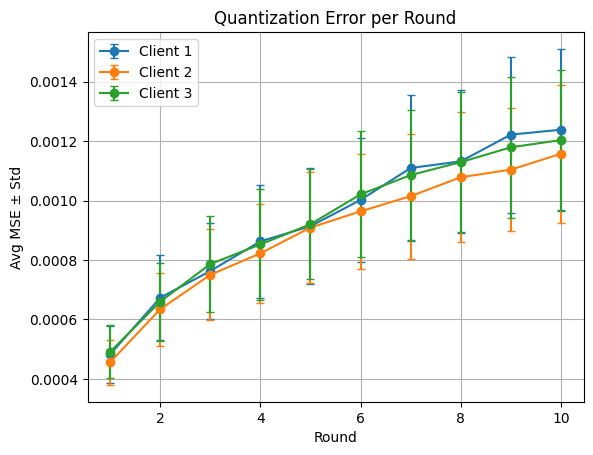 Quantization Error per Round
Client 1
Client 2
Client 3
Avg MSE ± Std
0.0014
0.0012
0.0010
0.0008
0.0006
0.0004
2 4 6 8 10
Round